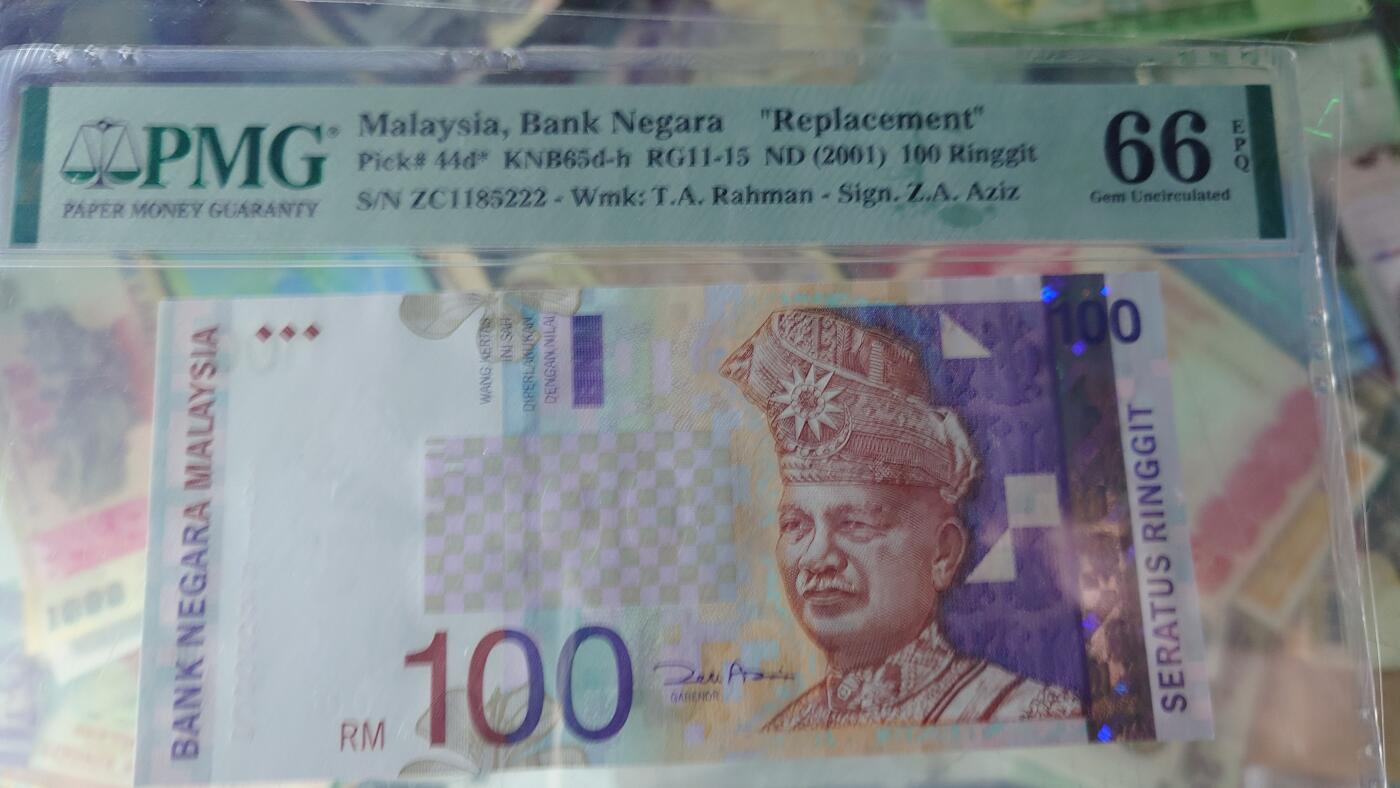 PMG
PAPER MONEY GUARANTY
Malaysia, Bank Negara "Replacement"
Pick# 44d* KNB65d-h RG11-15 ND (2001) 100 Ringgit
S/N ZC1185222 - Wmk: T.A. Rahman - Sign. Z.A. Aziz
66
EPQ
Gem Uncirculated
BANK NEGARA MALAYSIA
WANG KERTAS
INI SAH
DIPERLAKUKAN
DENGAN NILAI
100
SERATUS RINGGIT
RM 100
GABENOR
1000